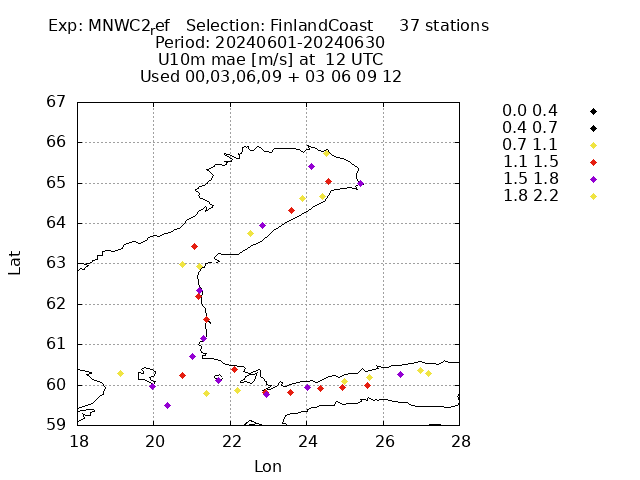 Exp: MNWC2ref   Selection: FinlandCoast     37 stations
Period: 20240601-20240630
U10m mae [m/s] at  12 UTC
Used 00,03,06,09 + 03 06 09 12
0.0 0.4
0.4 0.7
0.7 1.1
1.1 1.5
1.5 1.8
1.8 2.2
67
66
65
64
63
62
61
60
59
Lat
18 20 22 24 26 28
Lon